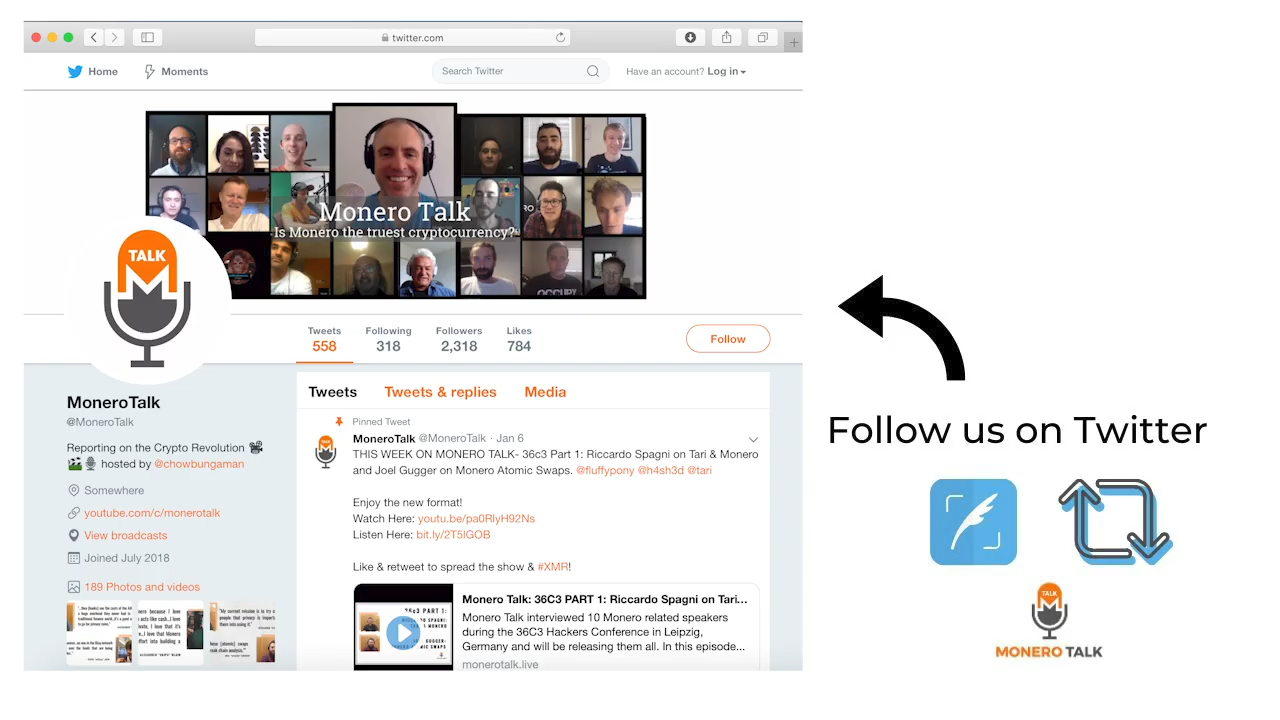 twitter.com
Home
Moments
Search Twitter
Have an account? Log in
Monero Talk
Is Monero the truest cryptocurrency?
TALK
Tweets
558
Following
318
Followers
2,318
Likes
784
Follow
MoneroTalk
@MoneroTalk
Reporting on the Crypto Revolution
hosted by @chowbungaman
Somewhere
youtube.com/c/monerotalk
View broadcasts
Joined July 2018
189 Photos and videos
Tweets Tweets & replies Media
Pinned Tweet
MoneroTalk @MoneroTalk · Jan 6
THIS WEEK ON MONERO TALK- 36c3 Part 1: Riccardo Spagni on Tari & Monero
and Joel Gugger on Monero Atomic Swaps. @fluffypony @h4sh3d @tari
Enjoy the new format!
Watch Here: youtu.be/pa0RlyH92Ns
Listen Here: bit.ly/2T5IGOB
Like & retweet to spread the show & #XMR!
Monero Talk: 36C3 PART 1: Riccardo Spagni on Tari...
Monero Talk interviewed 10 Monero related speakers
during the 36C3 Hackers Conference in Leipzig,
Germany and will be releasing them all. In this episode...
monerotalk.live
Follow us on Twitter
TALK
MONERO TALK